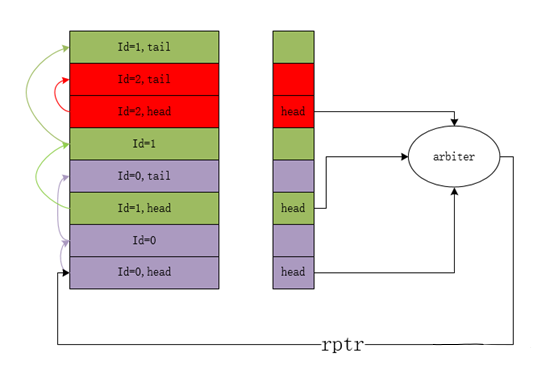 Id=1,tail
Id=2,tail
Id=2,head
head
Id=1
arbiter
Id=0,tail
Id=1,head
head
Id=0
Id=0,head
head
rptr